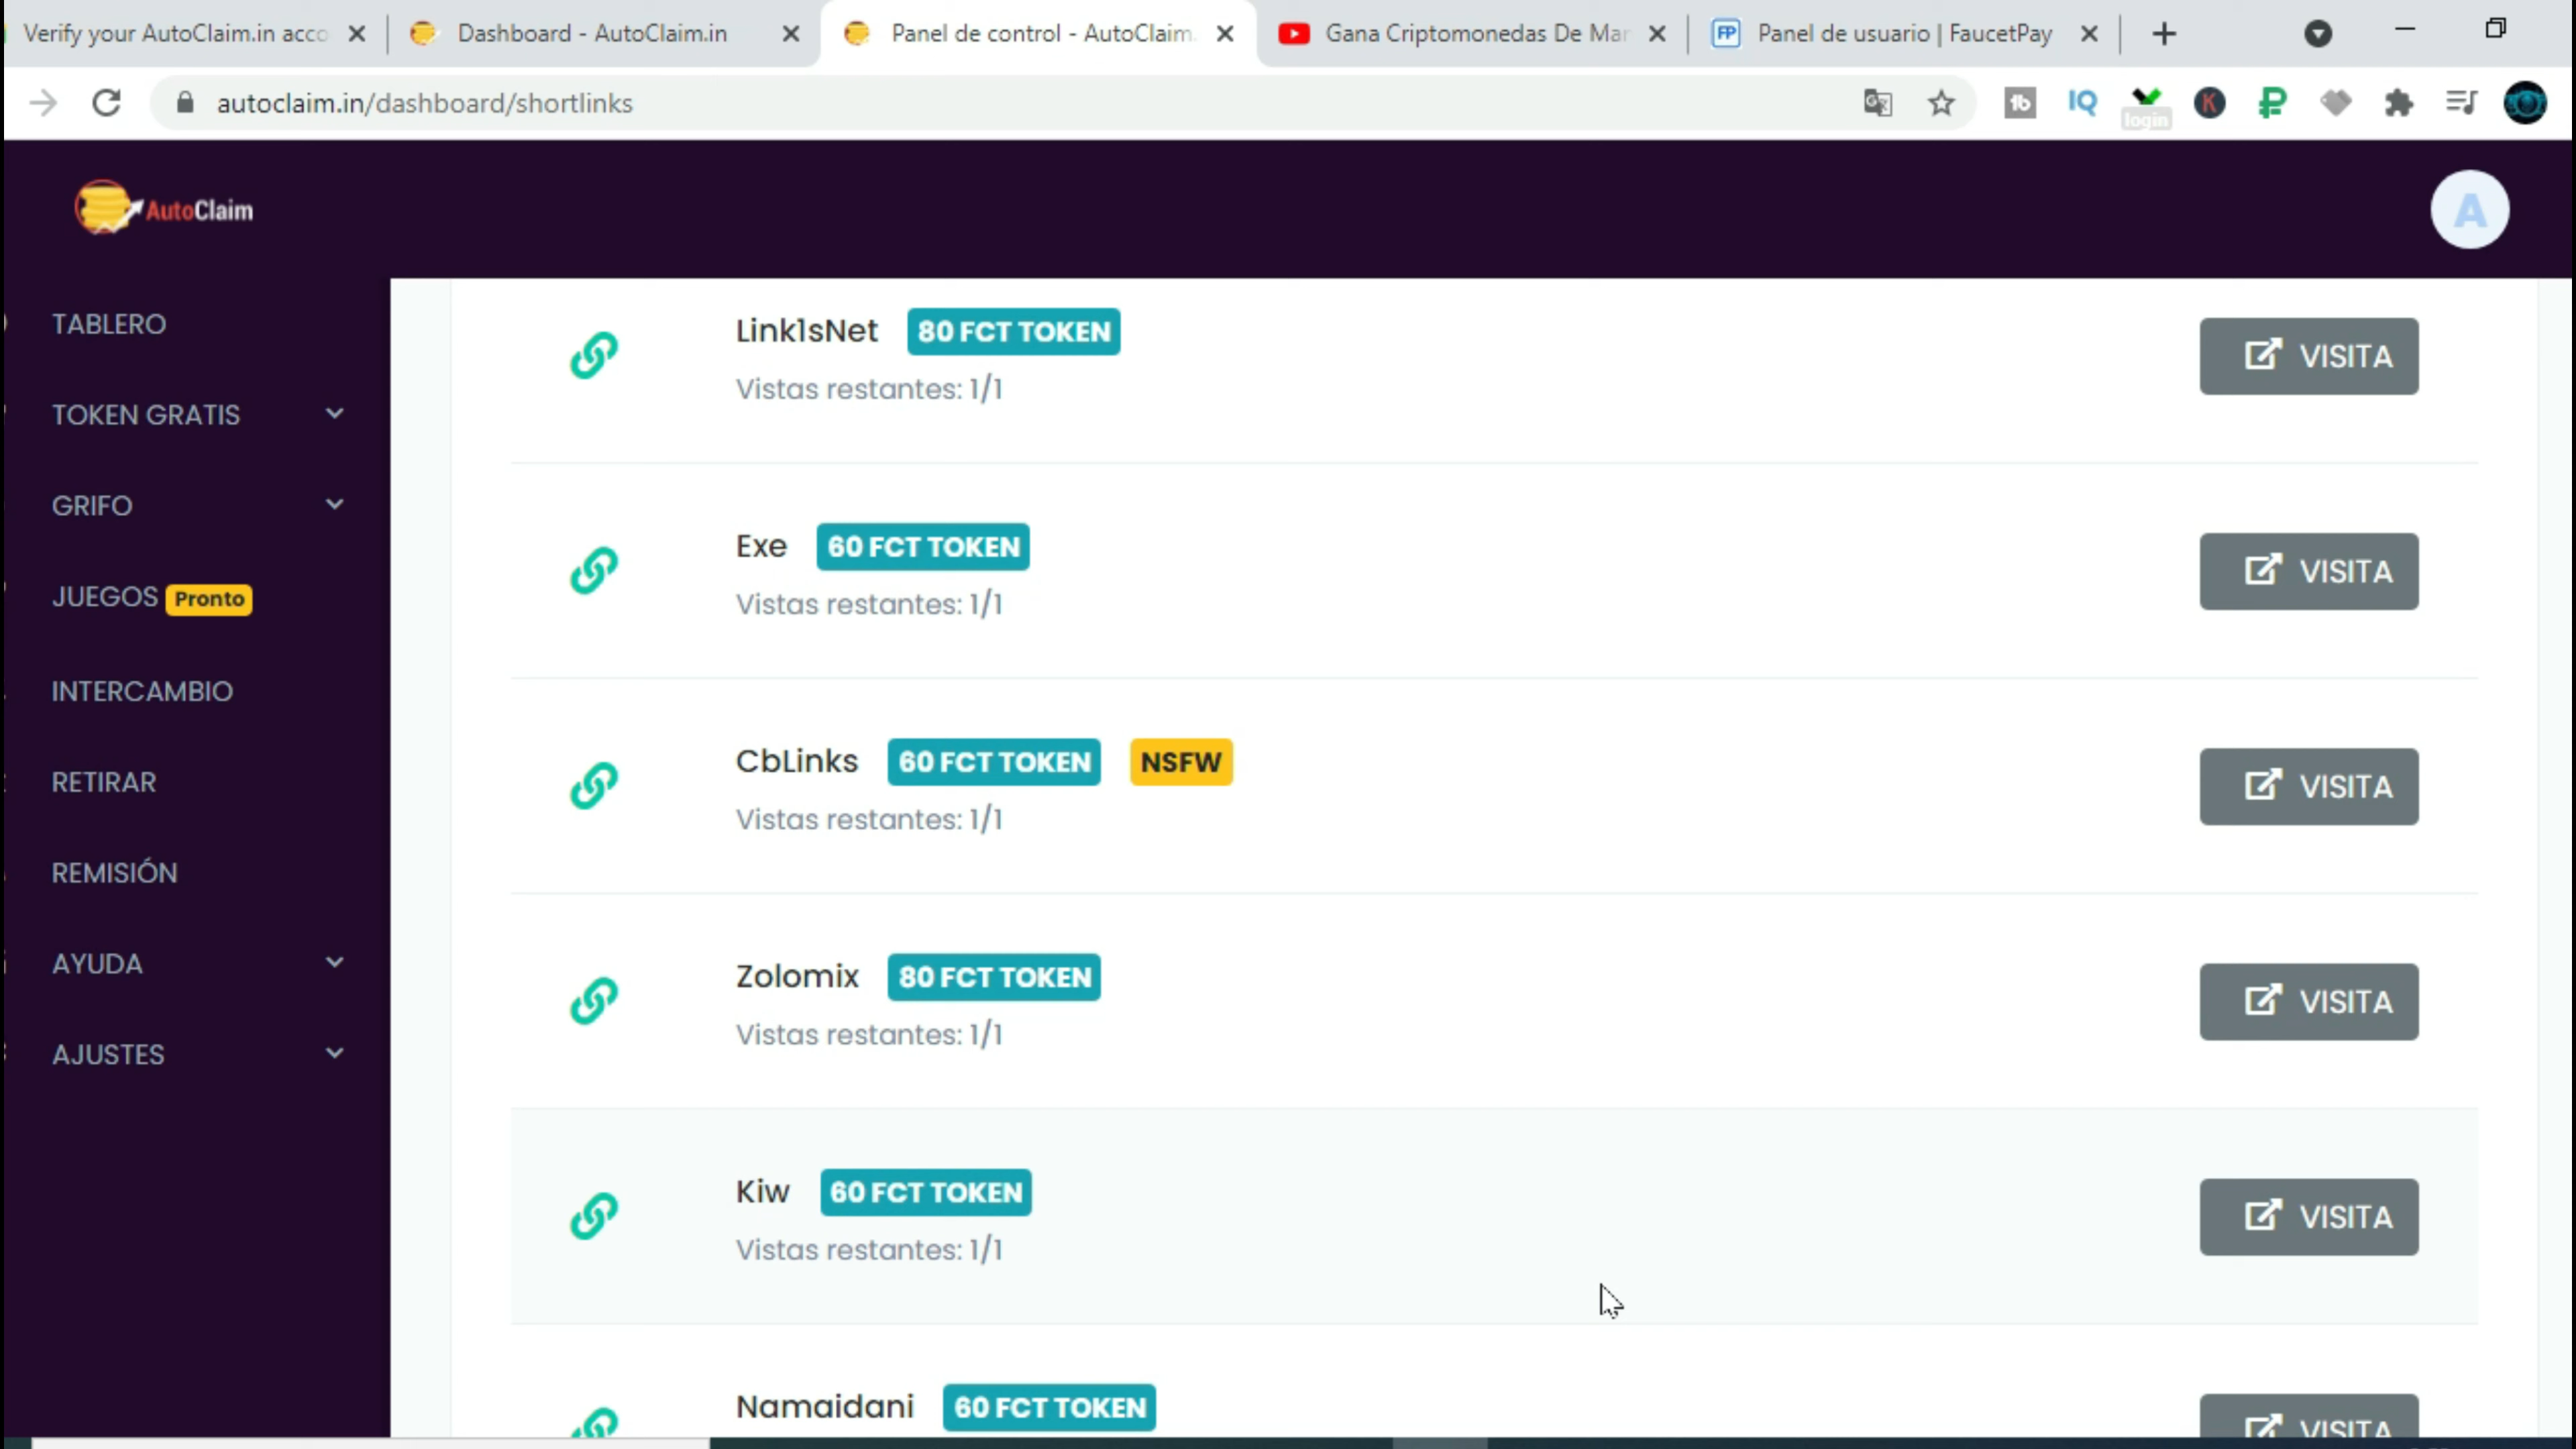 Verify your AutoClaim.in acco
Dashboard - AutoClaim.in
Panel de control - AutoClaim.
Gana Criptomonedas De Mar
FP
Panel de usuario | FaucetPay
autoclaim.in/dashboard/shortlinks
IQ
login
K
AutoClaim
A
TABLERO
TOKEN GRATIS
GRIFO
JUEGOS Pronto
INTERCAMBIO
RETIRAR
REMISIÓN
AYUDA
AJUSTES
Link1sNet 80 FCT TOKEN
Vistas restantes: 1/1
VISITA
Exe 60 FCT TOKEN
Vistas restantes: 1/1
VISITA
CbLinks 60 FCT TOKEN NSFW
Vistas restantes: 1/1
VISITA
Zolomix 80 FCT TOKEN
Vistas restantes: 1/1
VISITA
Kiw 60 FCT TOKEN
Vistas restantes: 1/1
VISITA
Namaidani 60 FCT TOKEN
VISITA